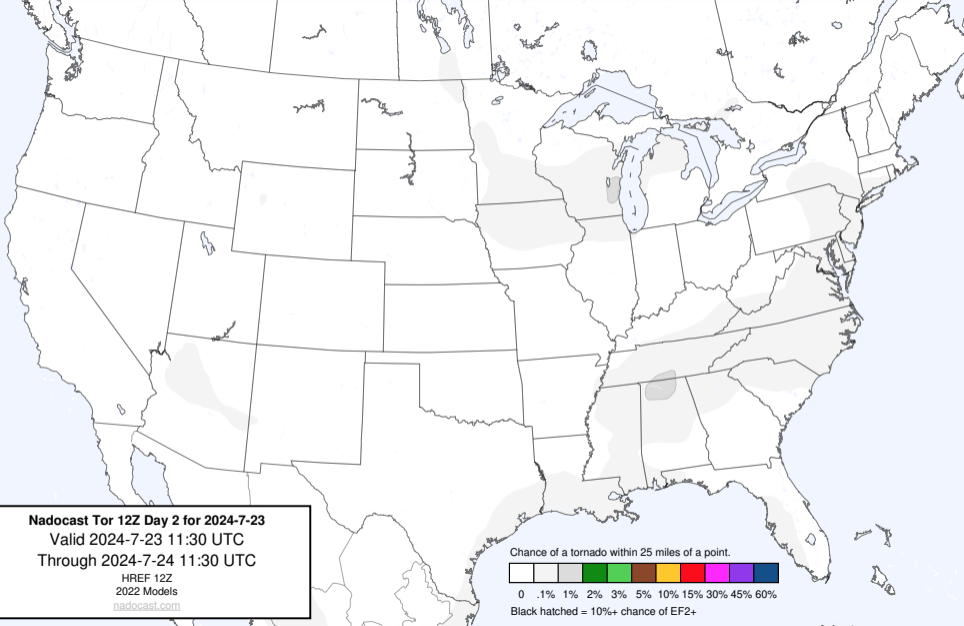 Nadocast Tor 12Z Day 2 for 2024-7-23
Valid 2024-7-23 11:30 UTC
Through 2024-7-24 11:30 UTC
HREF 12Z
2022 Models
nadocast.com
Chance of a tornado within 25 miles of a point.
0 .1% 1% 2% 3% 5% 10% 15% 30% 45% 60%
Black hatched = 10%+ chance of EF2+